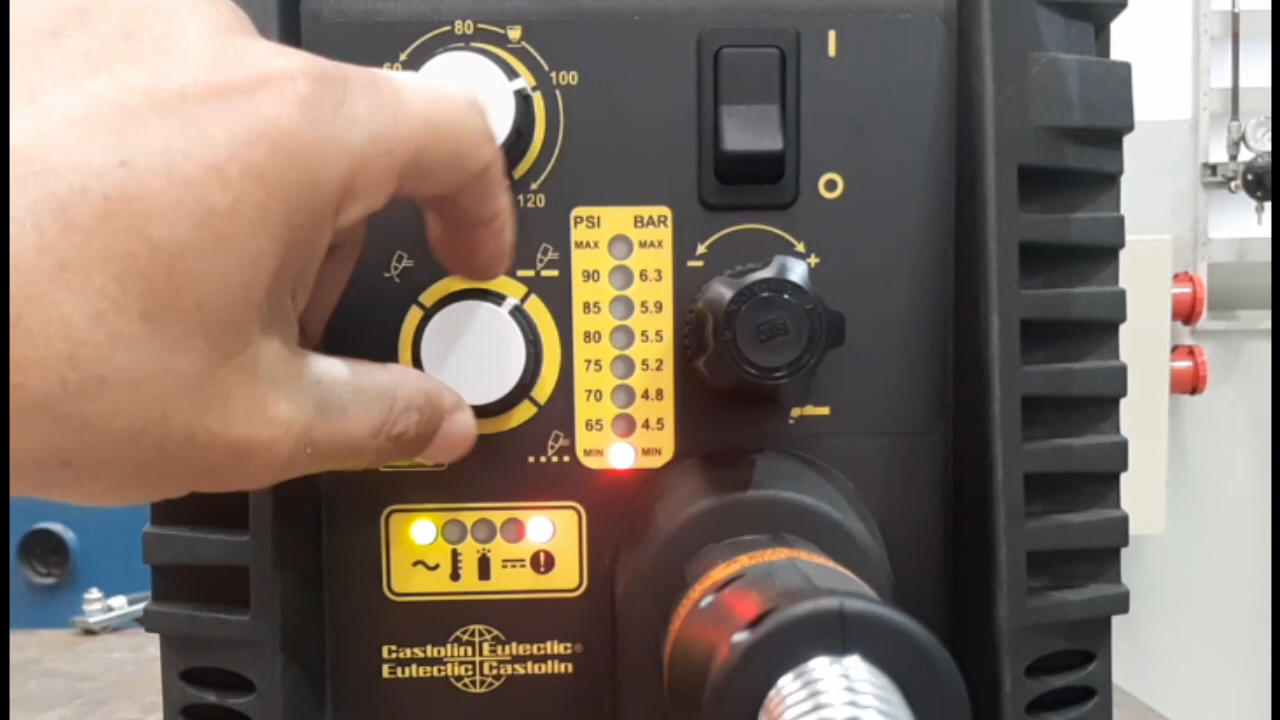 80
60
100
120
PSI BAR
MAX MAX
90 6.3
85 5.9
80 5.5
75 5.2
70 4.8
65 4.5
MIN MIN
- +
Castolin Eutectic®
Eutectic Castolin